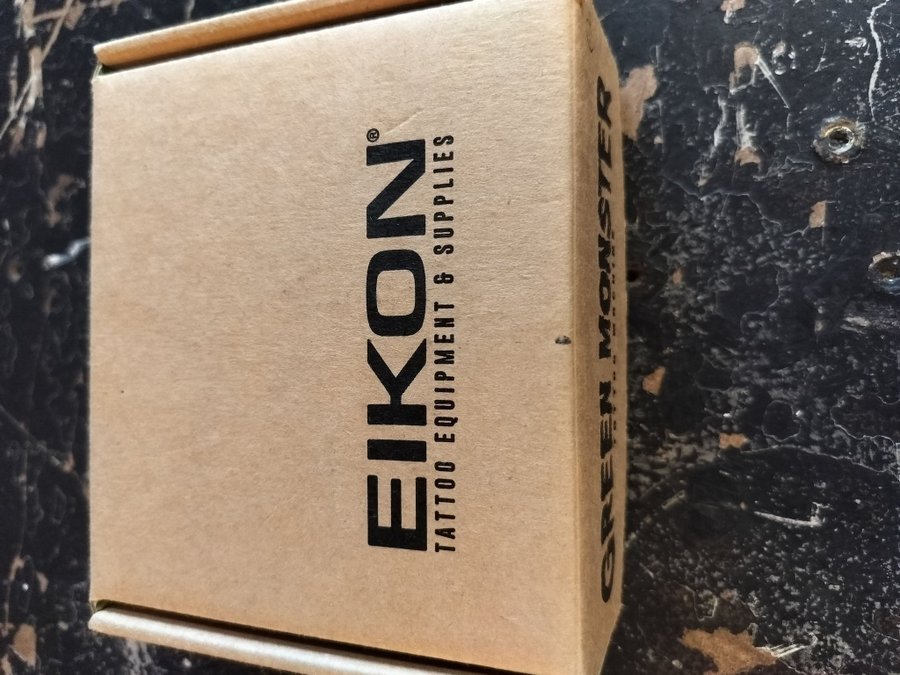 EIKON®
TATTOO EQUIPMENT & SUPPLIES
GREEN MONSTER